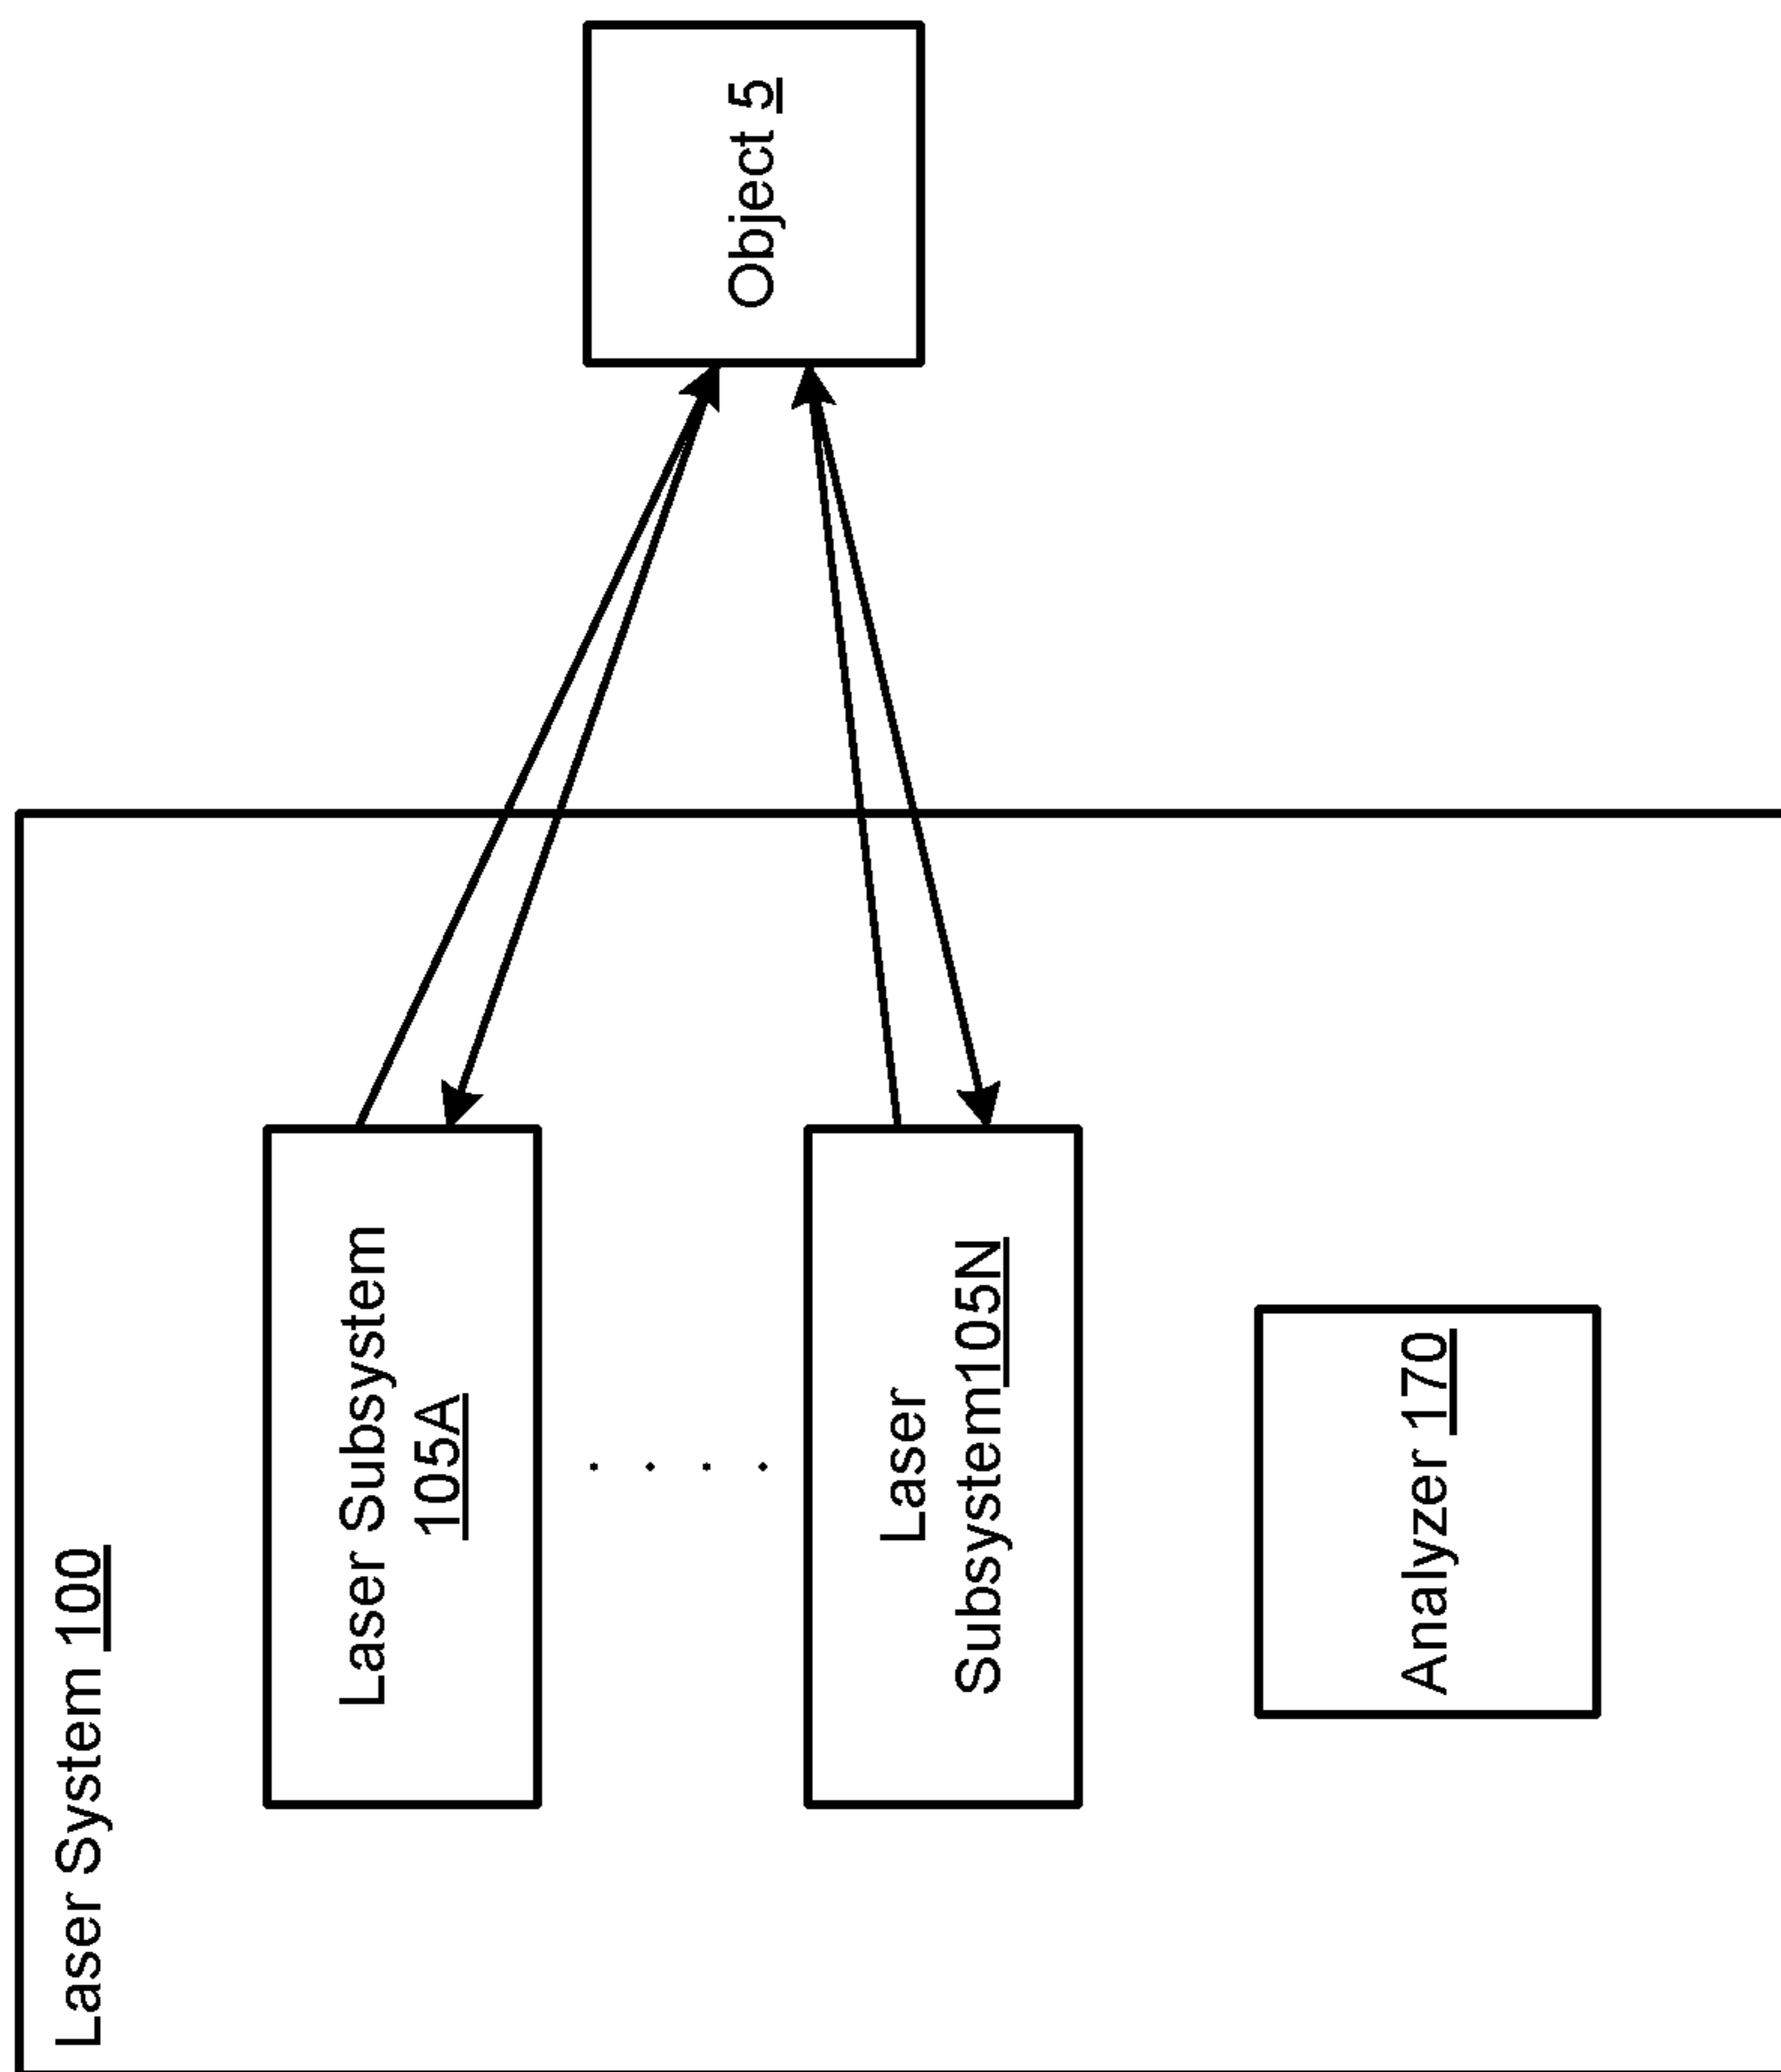 Laser System 100
Laser Subsystem
105A
Laser
Subsystem105N
Analyzer 170
Object 5